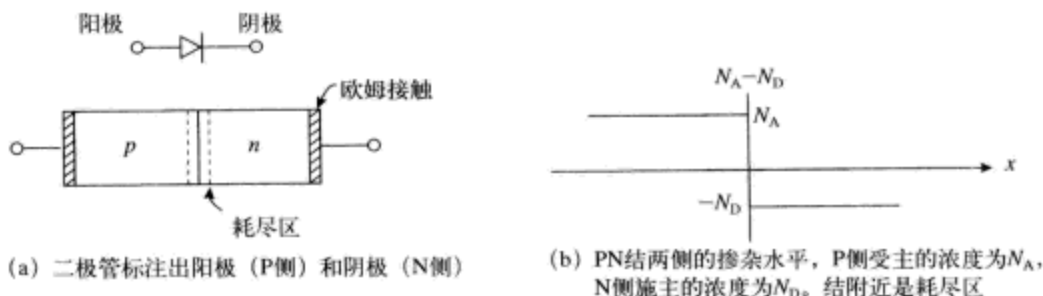 阳极 阴极
欧姆接触
p n
耗尽区
(a) 二极管标注出阳极(P侧)和阴极(N侧)
N_A−N_D
N_A
x
−N_D
(b) PN结两侧的掺杂水平，P侧受主的浓度为N_A，
N侧施主的浓度为N_D。结附近是耗尽区